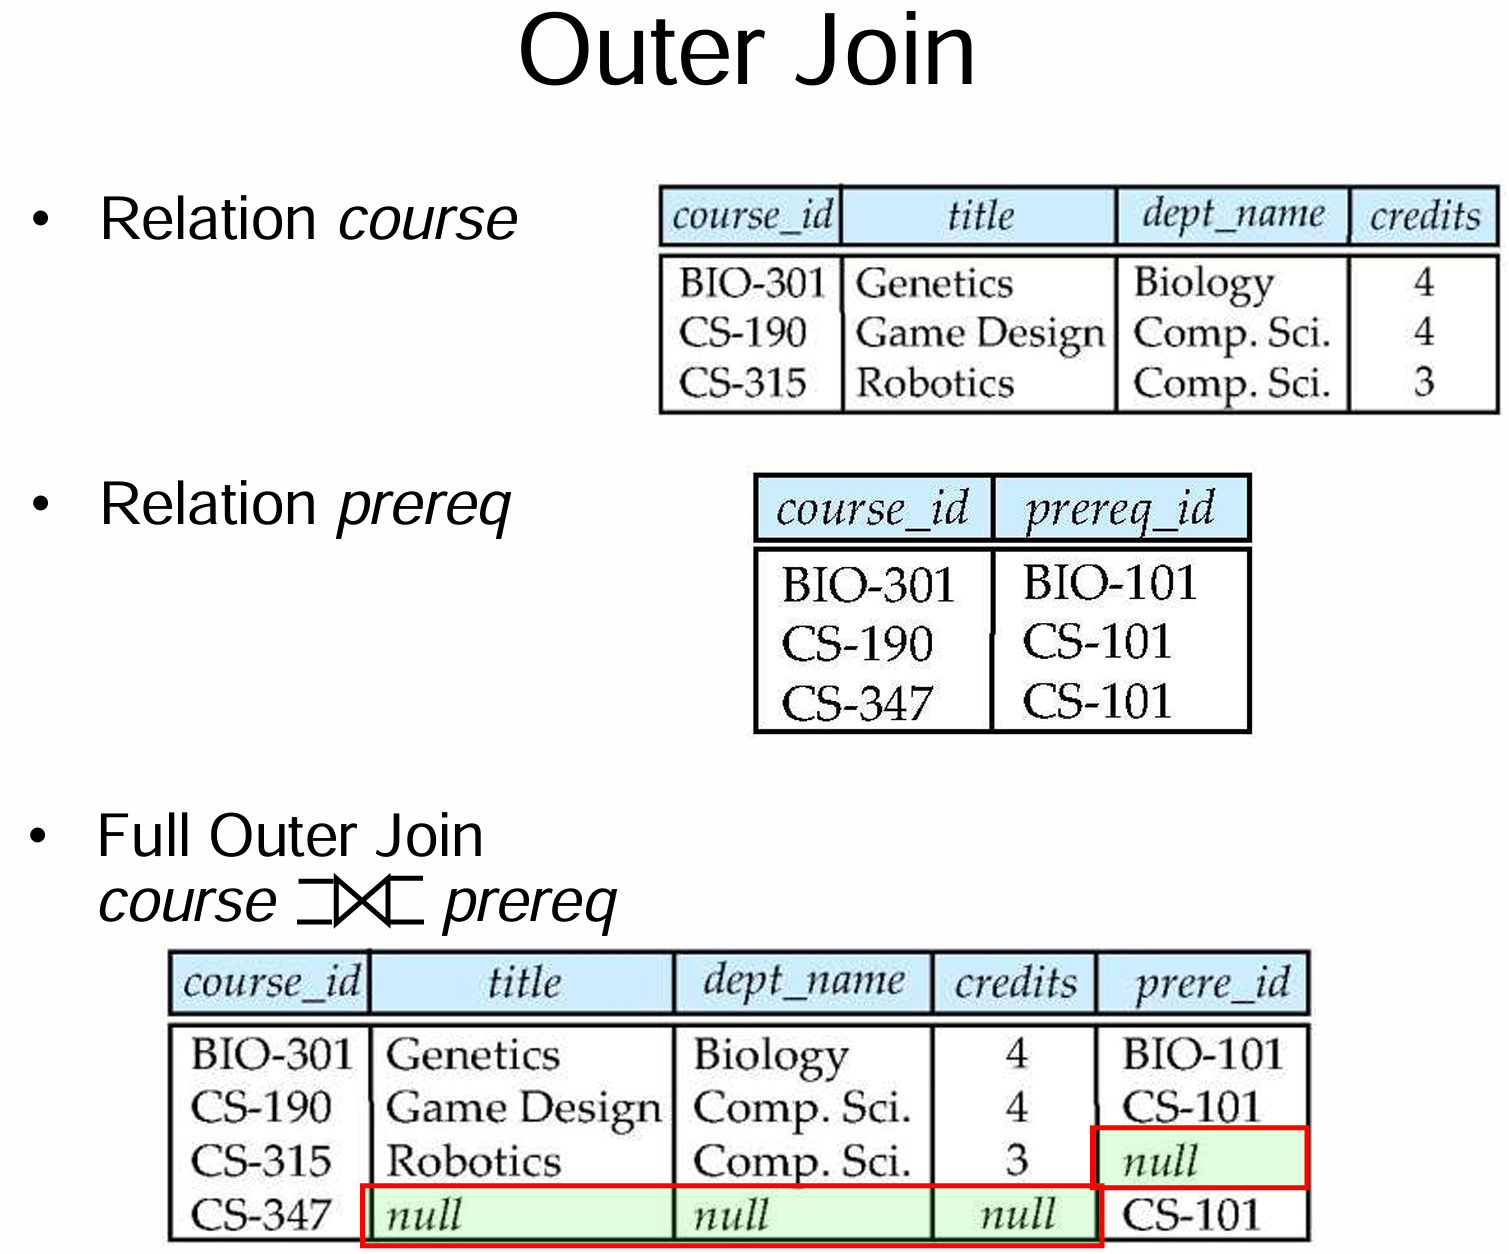 Outer Join
• Relation course
course_id title dept_name credits
BIO-301 Genetics Biology 4
CS-190 Game Design Comp. Sci. 4
CS-315 Robotics Comp. Sci. 3
• Relation prereq
course_id prereq_id
BIO-301 BIO-101
CS-190 CS-101
CS-347 CS-101
• Full Outer Join
course ⟗ prereq
course_id title dept_name credits prere_id
BIO-301 Genetics Biology 4 BIO-101
CS-190 Game Design Comp. Sci. 4 CS-101
CS-315 Robotics Comp. Sci. 3 null
CS-347 null null null CS-101